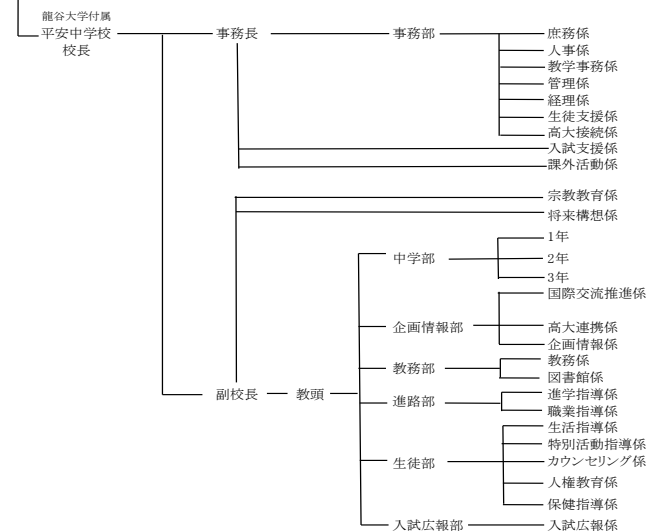 龍谷大学付属
平安中学校
校長
事務長
事務部
庶務係
人事係
教学事務係
管理係
経理係
生徒支援係
高大接続係
入試支援係
課外活動係
宗教教育係
将来構想係
副校長
教頭
中学部
1年
2年
3年
企画情報部
国際交流推進係
高大連携係
企画情報係
教務部
教務係
図書館係
進路部
進学指導係
職業指導係
生徒部
生活指導係
特別活動指導係
カウンセリング係
人権教育係
保健指導係
入試広報部
入試広報係